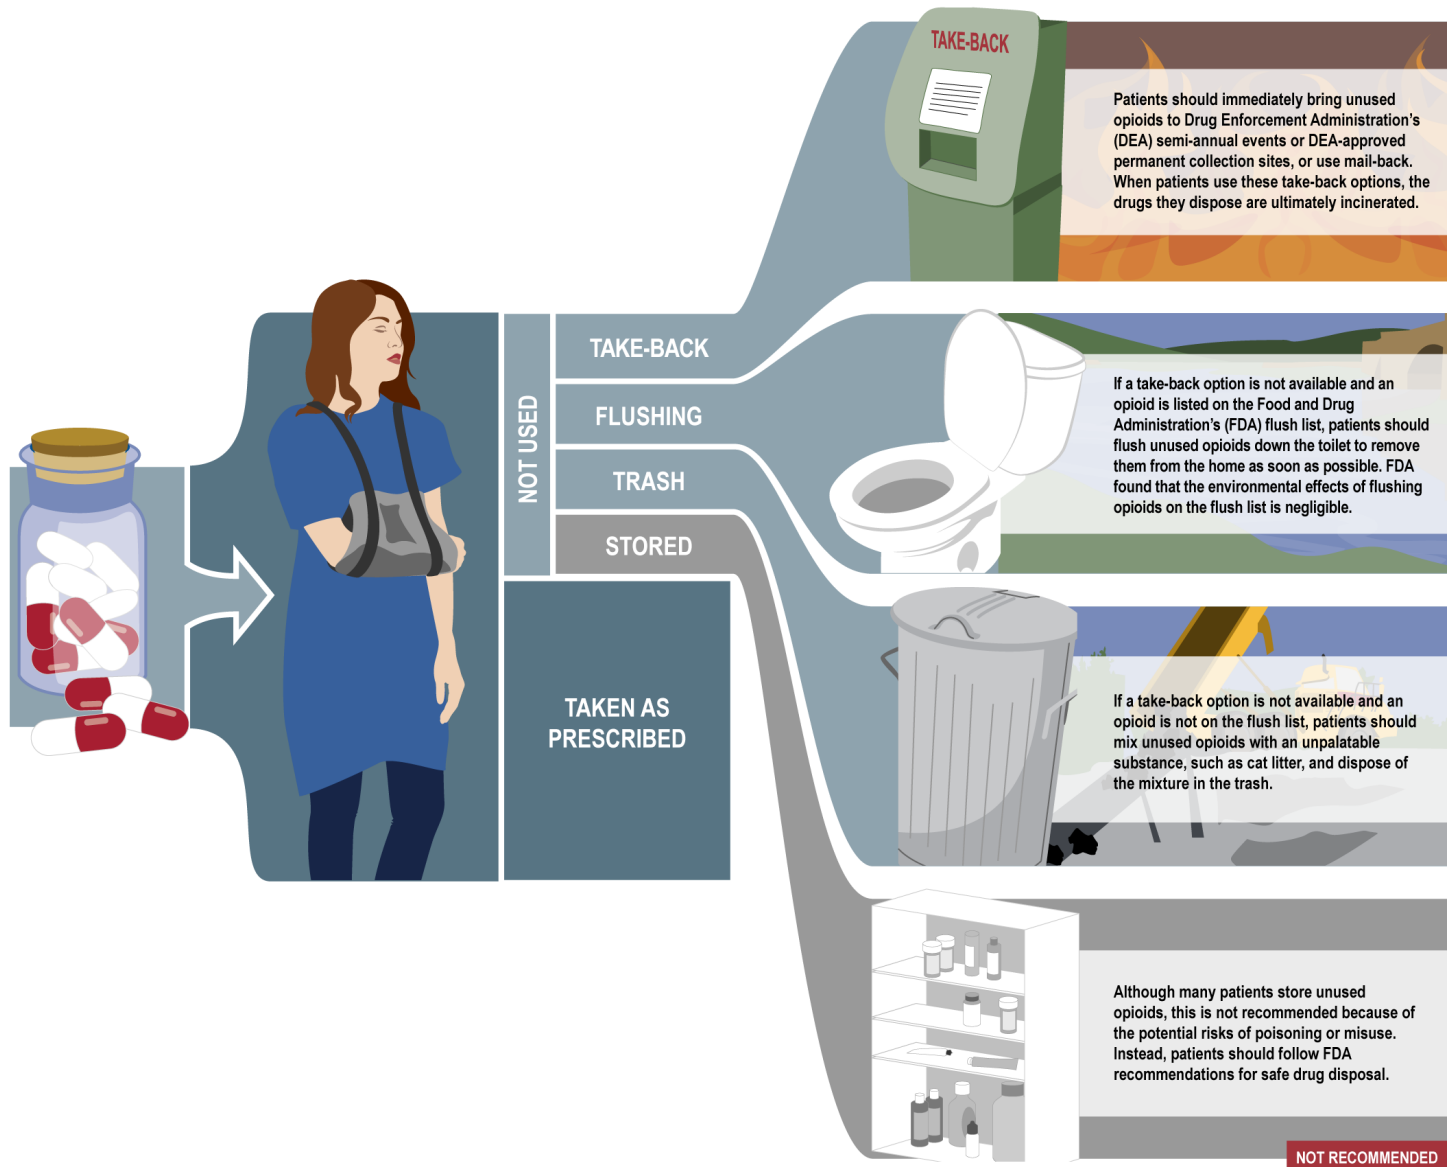 TAKE-BACK
Patients should immediately bring unused
opioids to Drug Enforcement Administration's
(DEA) semi-annual events or DEA-approved
permanent collection sites, or use mail-back.
When patients use these take-back options, the
drugs they dispose are ultimately incinerated.
NOT USED
TAKE-BACK
FLUSHING
TRASH
STORED
TAKEN AS
PRESCRIBED
If a take-back option is not available and an
opioid is listed on the Food and Drug
Administration's (FDA) flush list, patients should
flush unused opioids down the toilet to remove
them from the home as soon as possible. FDA
found that the environmental effects of flushing
opioids on the flush list is negligible.
If a take-back option is not available and an
opioid is not on the flush list, patients should
mix unused opioids with an unpalatable
substance, such as cat litter, and dispose of
the mixture in the trash.
Although many patients store unused
opioids, this is not recommended because of
the potential risks of poisoning or misuse.
Instead, patients should follow FDA
recommendations for safe drug disposal.
NOT RECOMMENDED